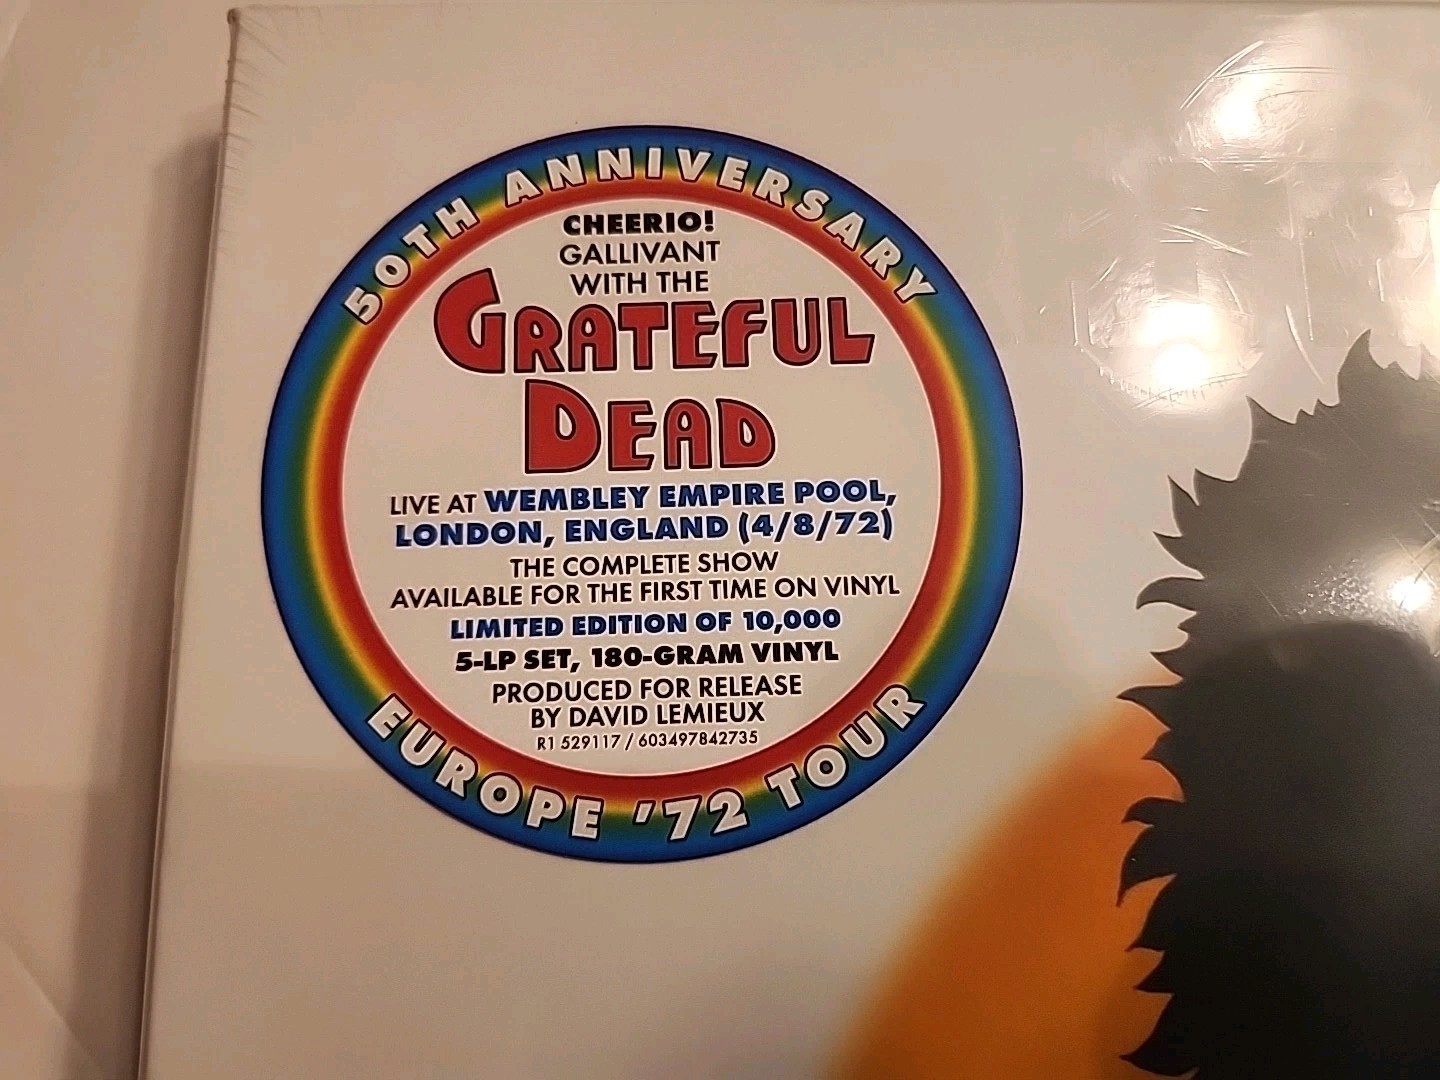 50TH ANNIVERSARY
CHEERIO!
GALLIVANT
WITH THE
GRATEFUL
DEAD
LIVE AT WEMBLEY EMPIRE POOL,
LONDON, ENGLAND (4/8/72)
THE COMPLETE SHOW
AVAILABLE FOR THE FIRST TIME ON VINYL
LIMITED EDITION OF 10,000
5-LP SET, 180-GRAM VINYL
PRODUCED FOR RELEASE
BY DAVID LEMIEUX
R1 529117 / 603497842735
EUROPE '72 TOUR